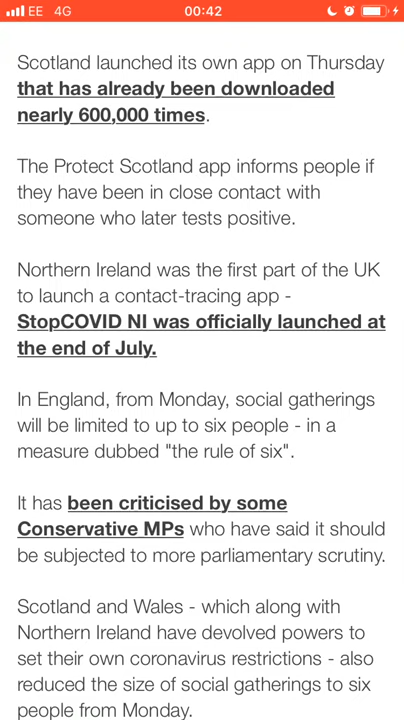 EE 4G 00:42
Scotland launched its own app on Thursday
that has already been downloaded
nearly 600,000 times.
The Protect Scotland app informs people if
they have been in close contact with
someone who later tests positive.
Northern Ireland was the first part of the UK
to launch a contact-tracing app -
StopCOVID NI was officially launched at
the end of July.
In England, from Monday, social gatherings
will be limited to up to six people - in a
measure dubbed "the rule of six".
It has been criticised by some
Conservative MPs who have said it should
be subjected to more parliamentary scrutiny.
Scotland and Wales - which along with
Northern Ireland have devolved powers to
set their own coronavirus restrictions - also
reduced the size of social gatherings to six
people from Monday.